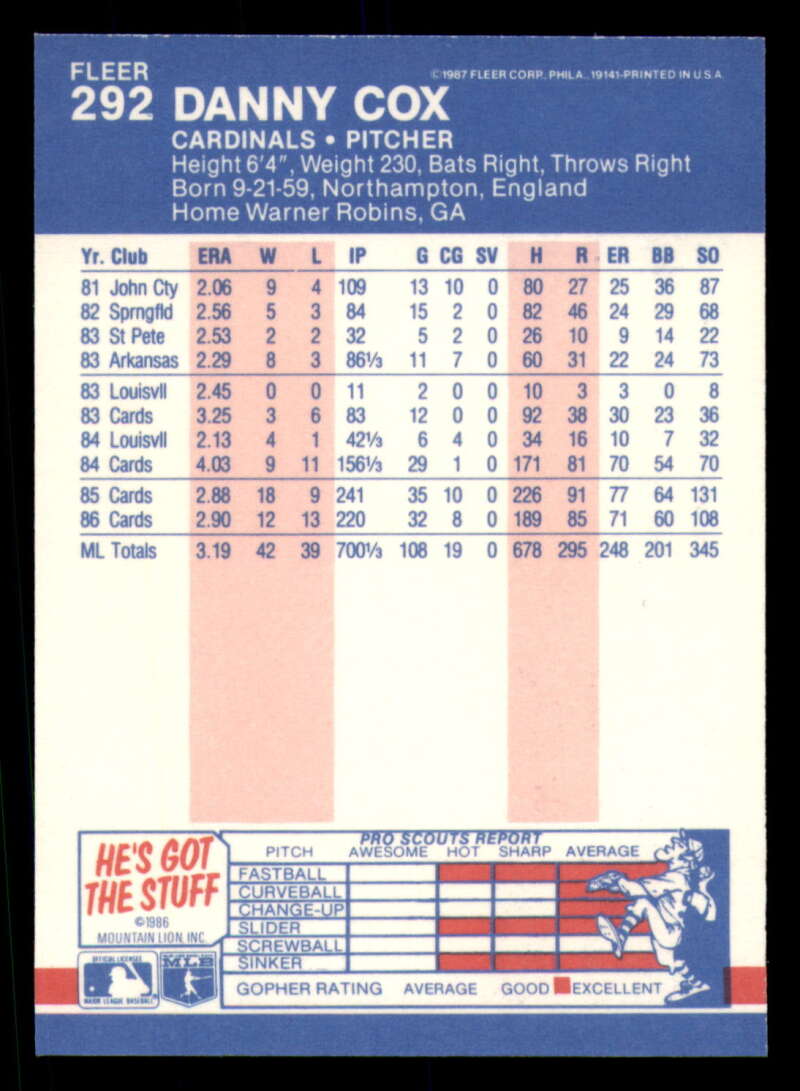 FLEER
©1987 FLEER CORP., PHILA., 19141-PRINTED IN U.S.A.
292 DANNY COX
CARDINALS • PITCHER
Height 6'4", Weight 230, Bats Right, Throws Right
Born 9-21-59, Northampton, England
Home Warner Robins, GA
Yr. Club ERA W L IP G CG SV H R ER BB SO
81 John Cty 2.06 9 4 109 13 10 0 80 27 25 36 87
82 Sprngfld 2.56 5 3 84 15 2 0 82 46 24 29 68
83 St Pete 2.53 2 2 32 5 2 0 26 10 9 14 22
83 Arkansas 2.29 8 3 86⅓ 11 7 0 60 31 22 24 73
83 Louisvll 2.45 0 0 11 2 0 0 10 3 3 0 8
83 Cards 3.25 3 6 83 12 0 0 92 38 30 23 36
84 Louisvll 2.13 4 1 42⅓ 6 4 0 34 16 10 7 32
84 Cards 4.03 9 11 156⅓ 29 1 0 171 81 70 54 70
85 Cards 2.88 18 9 241 35 10 0 226 91 77 64 131
86 Cards 2.90 12 13 220 32 8 0 189 85 71 60 108
ML Totals 3.19 42 39 700⅓ 108 19 0 678 295 248 201 345
HE'S GOT
THE STUFF
©1986
MOUNTAIN LION, INC.
PRO SCOUTS REPORT
PITCH AWESOME HOT SHARP AVERAGE
FASTBALL
CURVEBALL
CHANGE-UP
SLIDER
SCREWBALL
SINKER
GOPHER RATING AVERAGE GOOD EXCELLENT
OFFICIAL LICENSEE
MAJOR LEAGUE BASEBALL
MLB